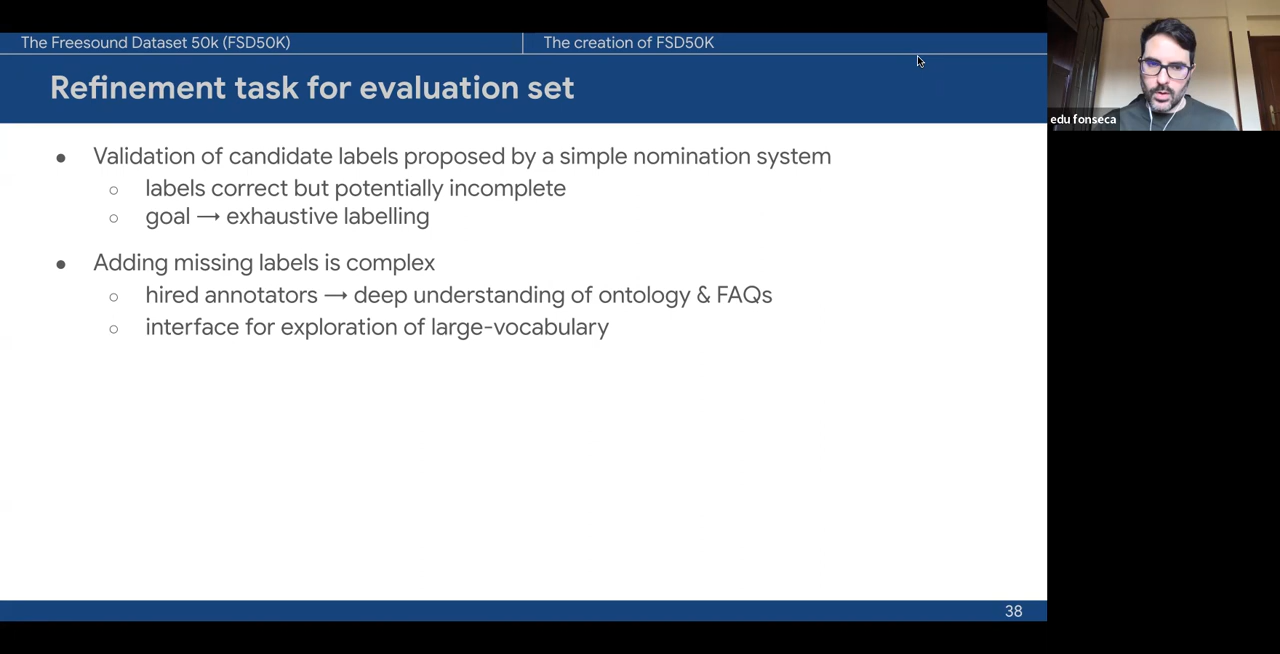 The Freesound Dataset 50k (FSD50K)
The creation of FSD50K
Refinement task for evaluation set
edu fonseca
● Validation of candidate labels proposed by a simple nomination system
○ labels correct but potentially incomplete
○ goal → exhaustive labelling
● Adding missing labels is complex
○ hired annotators → deep understanding of ontology & FAQs
○ interface for exploration of large-vocabulary
38